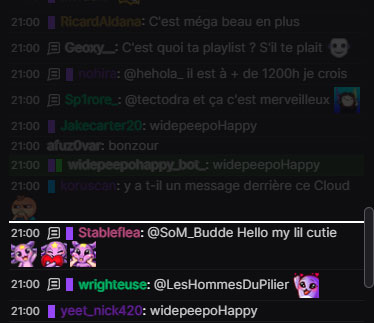 21:00 RicardAldana: C'est méga beau en plus
21:00 Geoxy__: C'est quoi ta playlist ? S'il te plait
21:00 nohira: @hehola_ il est à + de 1200h je crois
21:00 Sp1rore_: @tectodra et ça c'est merveilleux
21:00 Jakecarter20: widepeepoHappy
21:00 afuz0var: bonzour
21:00 widepeepohappy_bot_: widepeepoHappy
21:00 koruscan: y a t-il un message derrière ce Cloud
21:00 Stableflea: @SoM_Budde Hello my lil cutie
21:00 wrighteuse: @LesHommesDuPilier
21:00 yeet_nick420: widepeepoHappy